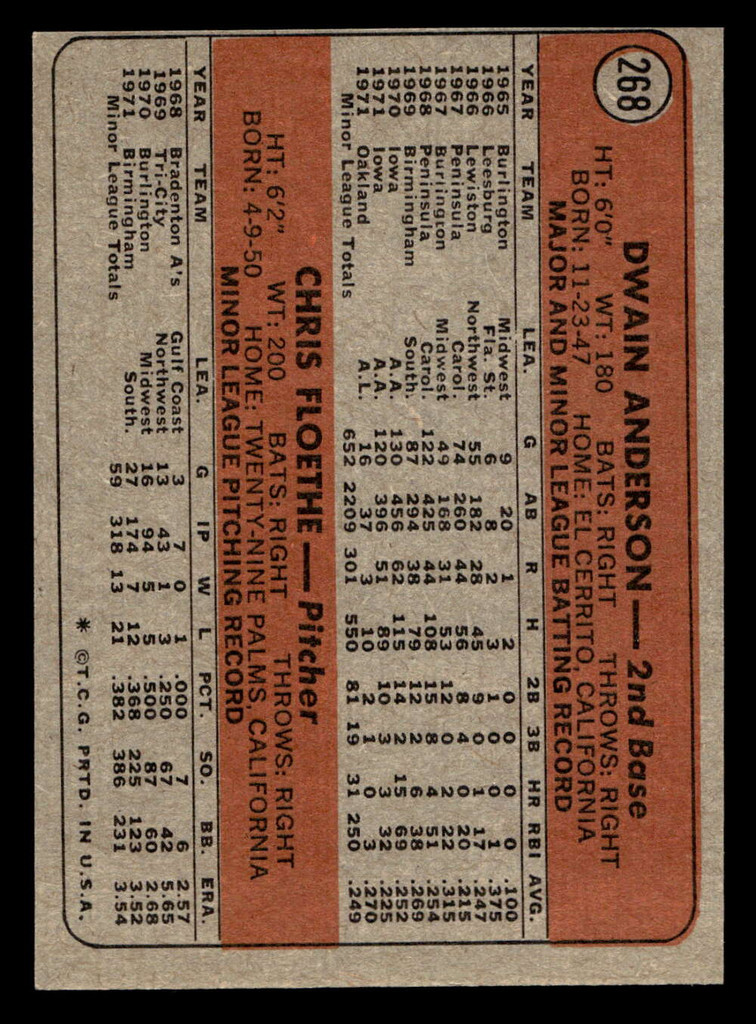 268
DWAIN ANDERSON — 2nd Base
HT: 6'0" WT: 180 BATS: RIGHT THROWS: RIGHT
BORN: 11-23-47 HOME: EL CERRITO, CALIFORNIA
MAJOR AND MINOR LEAGUE BATTING RECORD
YEAR TEAM LEA. G AB R H 2B 3B HR RBI AVG.
1965 Burlington Midwest 9 20 1 2 0 0 0 0 .100
1966 Leesburg Fla. St. 6 8 2 3 1 0 0 1 .375
1966 Lewiston Northwest 55 182 28 45 9 0 1 17 .247
1967 Peninsula Carol. 74 260 44 56 8 4 0 20 .215
1967 Burlington Midwest 49 168 31 53 12 0 2 22 .315
1968 Peninsula Carol. 122 425 44 108 15 8 4 51 .254
1969 Birmingham South. 87 294 38 79 12 2 6 38 .269
1970 Iowa A.A. 130 456 62 115 14 2 15 69 .252
1971 Iowa A.A. 120 396 51 89 10 3 3 32 .225
1971 Oakland A.L. 16 37 3 10 2 1 0 3 .270
Minor League Totals 652 2209 301 550 81 19 31 250 .249
CHRIS FLOETHE — Pitcher
HT: 6'2" WT: 200 BATS: RIGHT THROWS: RIGHT
BORN: 4-9-50 HOME: TWENTY-NINE PALMS, CALIFORNIA
MINOR LEAGUE PITCHING RECORD
YEAR TEAM LEA. G IP W L PCT. SO. BB. ERA.
1968 Bradenton A's Gulf Coast 3 7 0 1 .000 7 6 2.57
1969 Tri-City Northwest 13 43 1 3 .250 67 42 5.65
1970 Burlington Midwest 16 94 5 5 .500 87 60 2.68
1971 Birmingham South. 27 174 7 12 .368 225 123 3.52
Minor League Totals 59 318 13 21 .382 386 231 3.54
* ©T.C.G. PRTD. IN U.S.A.